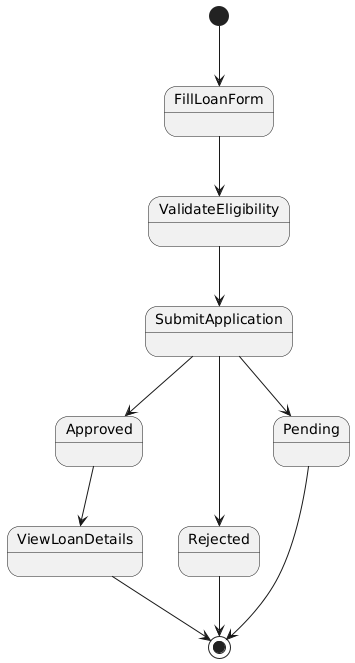 FillLoanForm
ValidateEligibility
SubmitApplication
Approved
Pending
ViewLoanDetails
Rejected